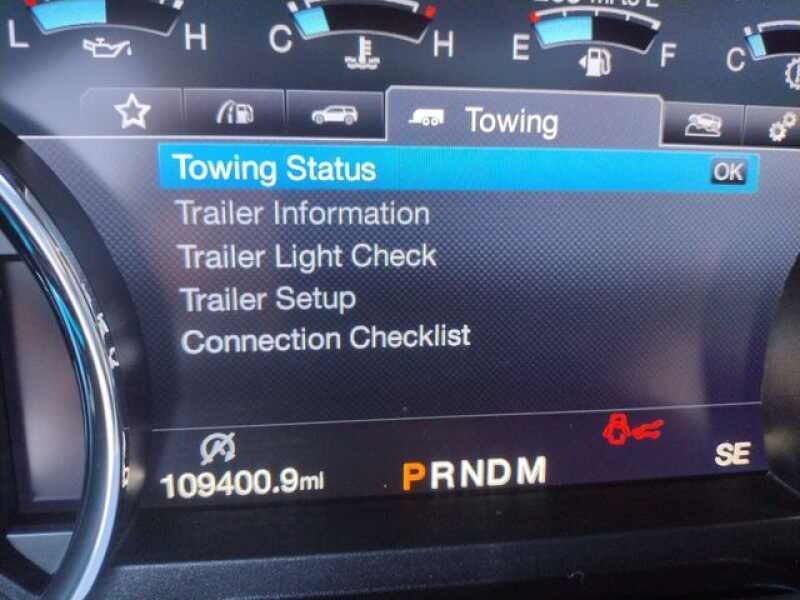 L H C H E F C
Towing
Towing Status OK
Trailer Information
Trailer Light Check
Trailer Setup
Connection Checklist
109400.9mi PRNDM SE